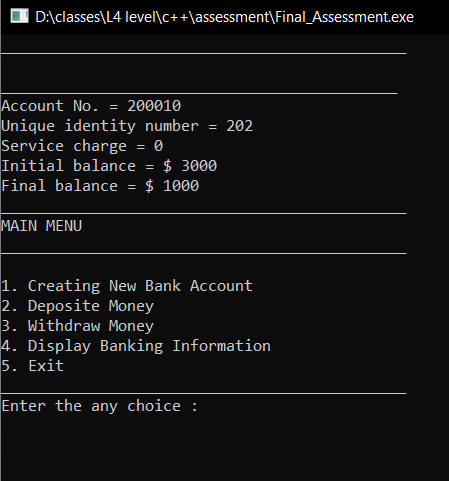 D:\classes\L4 level\c++\assessment\Final_Assessment.exe
Account No. = 200010
Unique identity number = 202
Service charge = 0
Initial balance = $ 3000
Final balance = $ 1000
MAIN MENU
1. Creating New Bank Account
2. Deposite Money
3. Withdraw Money
4. Display Banking Information
5. Exit
Enter the any choice :